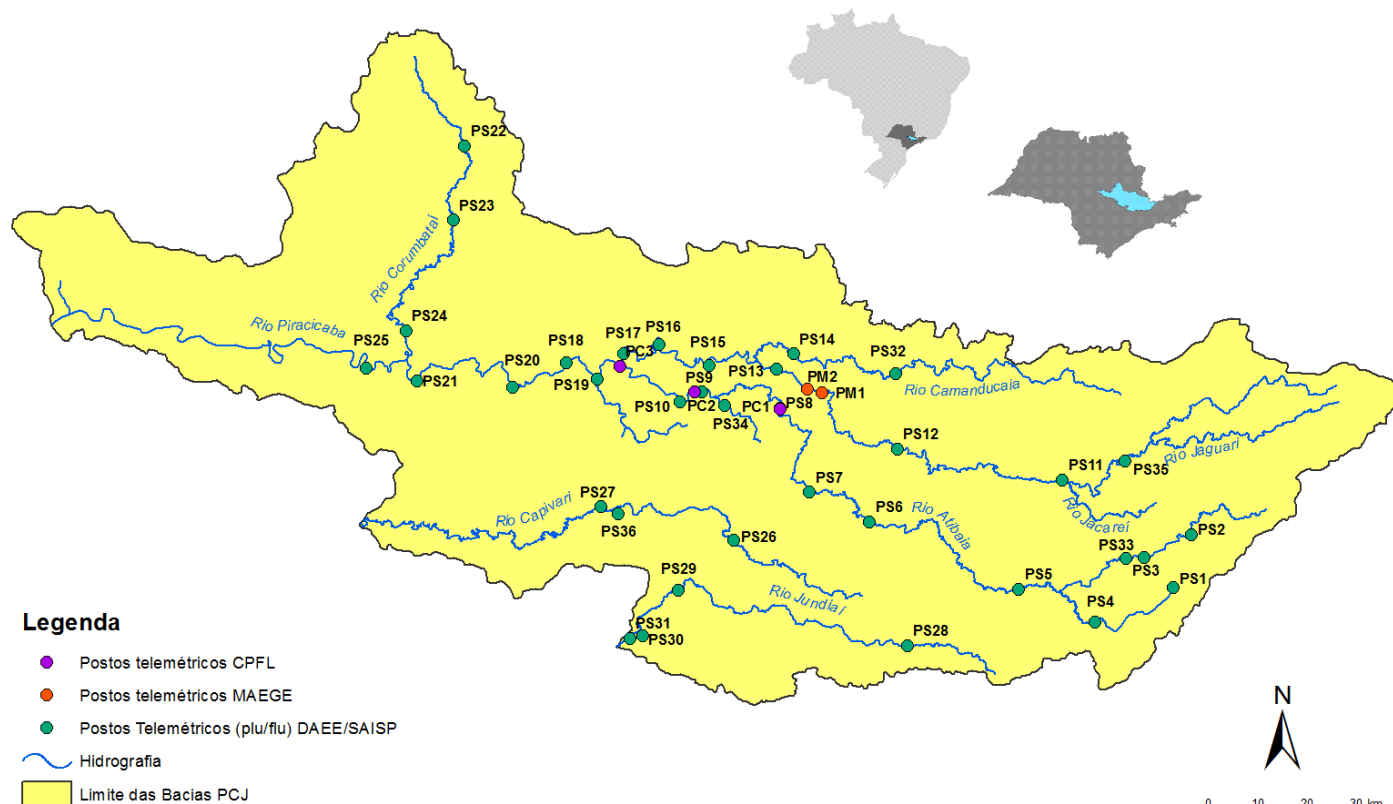 PS22
PS23
Rio Corumbataí
Rio Piracicaba
PS24
PS25
PS21
PS20
PS18
PS19
PS17
PC3
PS16
PS15
PS14
PS13
PS32
Rio Camanducaia
PM2
PM1
PS9
PS8
PS10
PC2
PC1
PS34
PS12
PS11
PS35
Rio Jaguari
Rio Jacareí
PS7
PS6
Rio Atibaia
PS2
PS33
PS3
PS1
PS5
PS4
PS27
PS36
Rio Capivari
PS26
PS29
Rio Jundiaí
PS28
PS31
PS30
Legenda
Postos telemétricos CPFL
Postos telemétricos MAEGE
Postos Telemétricos (plu/flu) DAEE/SAISP
Hidrografia
Limite das Bacias PCJ
N
0 10 20 30 km